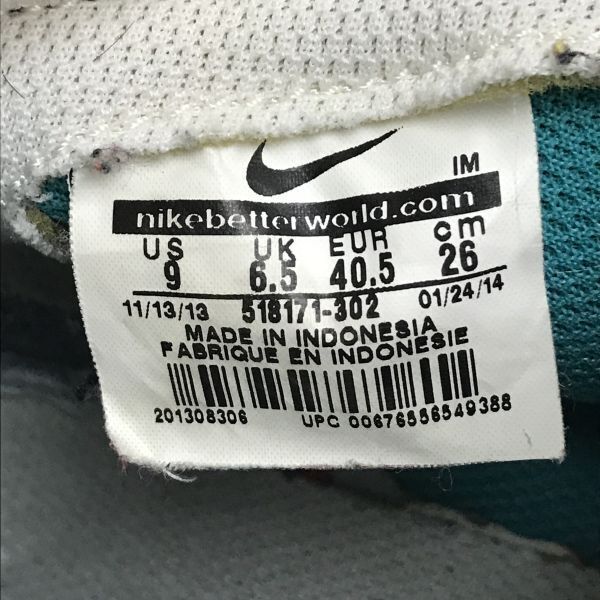 IM
nikebetterworld.com
US UK EUR cm
9 6.5 40.5 26
11/13/13 518171-302 01/24/14
MADE IN INDONESIA
FABRIQUE EN INDONESIE
201308306 UPC 00676556549388